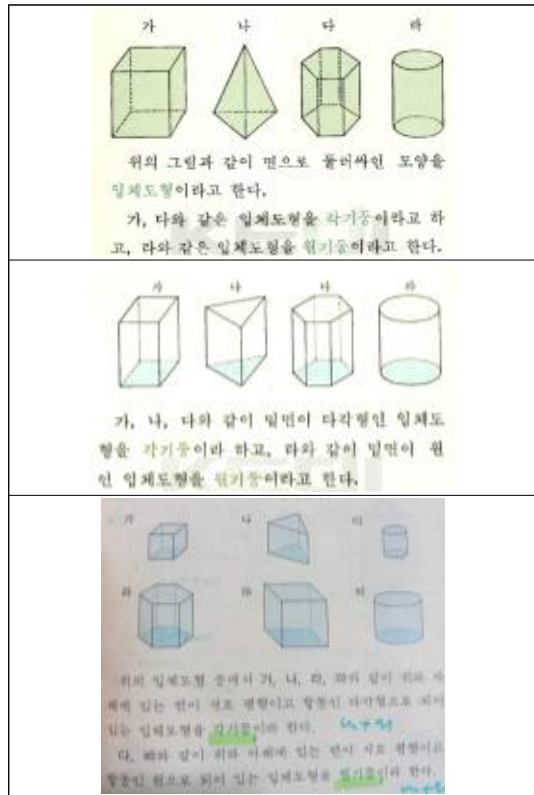 가 나 다 라
위의 그림과 같이 면으로 둘러싸인 모양을
입체도형이라고 한다.
가, 다와 같은 입체도형을 각기둥이라고 하
고, 라와 같은 입체도형을 원기둥이라고 한다.
가 나 나 라
가, 나, 다와 같이 밑면이 다각형인 입체도
형을 각기둥이라 하고, 라와 같이 밑면이 원
인 입체도형을 원기둥이라고 한다.
가 나
라 마
위의 입체도형 중에서 가, 나, 라, 마와 같이 위와 아
래에 있는 면이 서로 평행이고 합동인 다각형으로 되어
있는 입체도형을 각기둥이라 한다.
다, 바와 같이 위와 아래에 있는 면이 서로 평행이고
합동인 원으로 되어 있는 입체도형을 원기둥이라 한다.